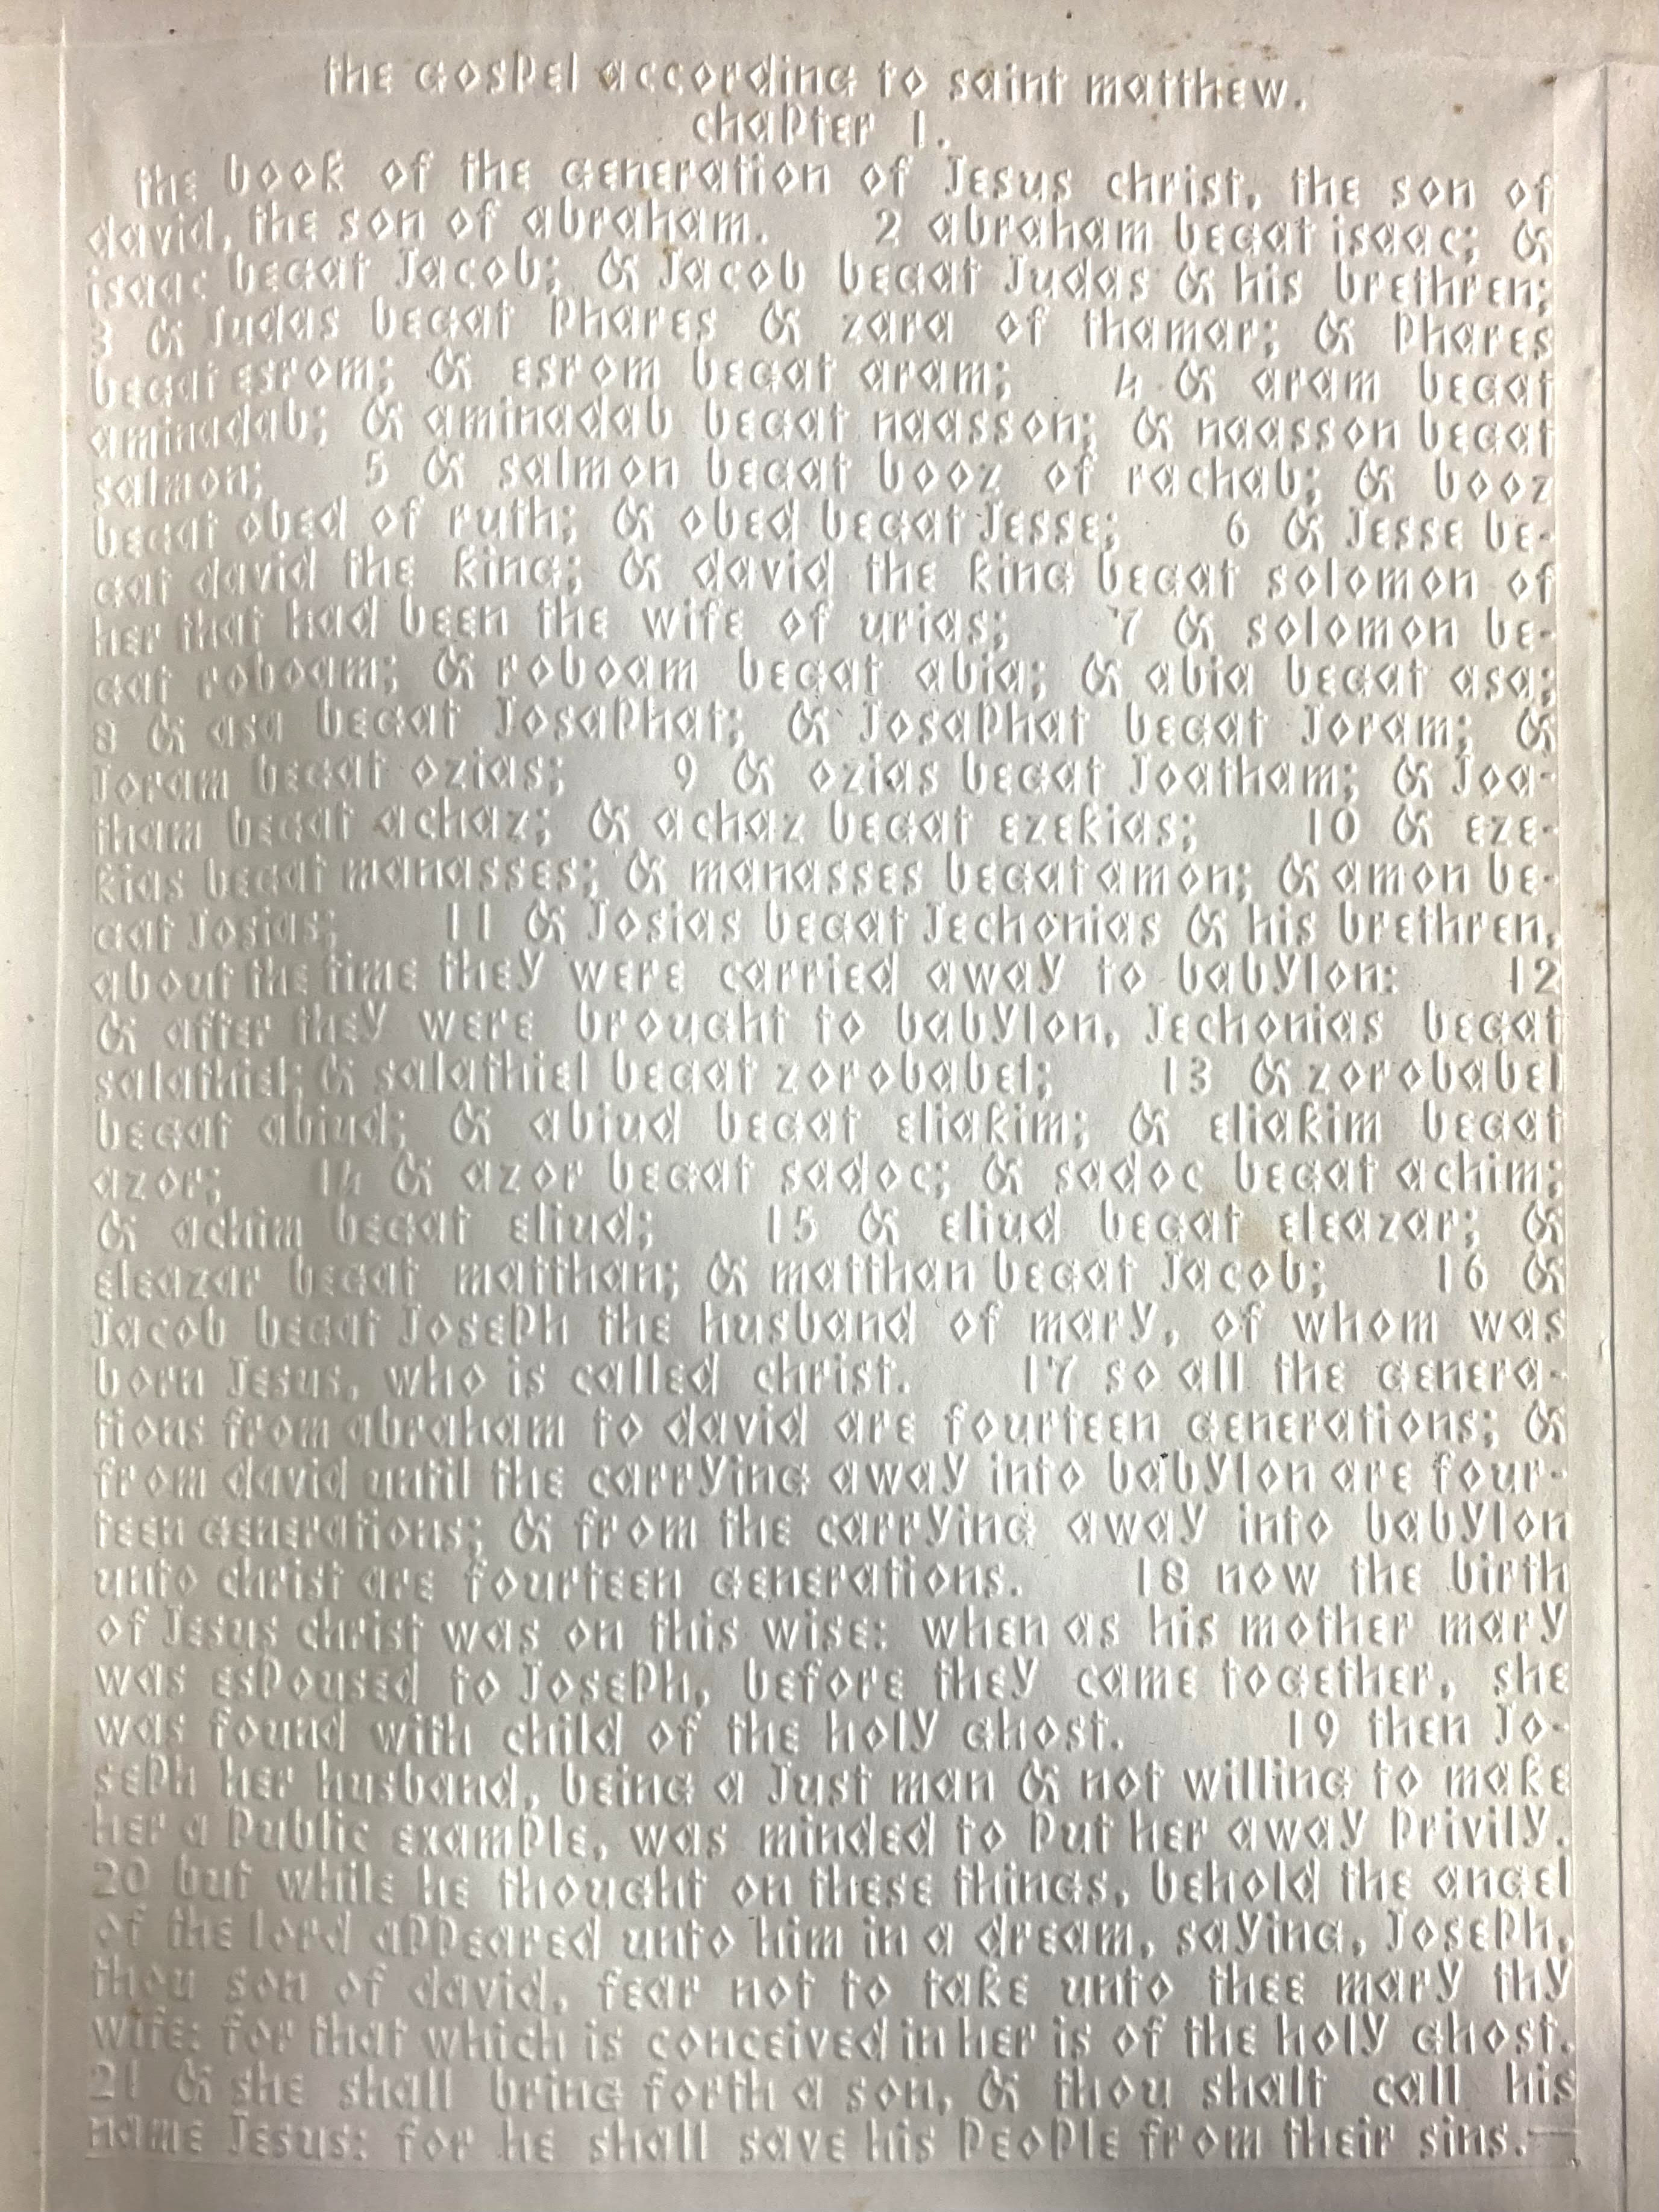 the gospel according to saint matthew.
chapter 1.
the book of the generation of Jesus christ, the son of
david, the son of abraham. 2 abraham begat isaac; &
isaac begat Jacob; & Jacob begat Judas & his brethren;
3 & Judas begat Phares & zara of thamar; & Phares
begat esrom; & esrom begat aram; 4 & aram begat
aminadab; & aminadab begat naasson; & naasson begat
salmon; 5 & salmon begat booz of rachab; & booz
begat obed of ruth; & obed begat Jesse; 6 & Jesse be-
gat david the king; & david the king begat solomon of
her that had been the wife of urias; 7 & solomon be-
gat roboam; & roboam begat abia; & abia begat asa;
8 & asa begat Josaphat; & Josaphat begat Joram; &
Joram begat ozias; 9 & ozias begat Joatham; & Joa-
tham begat achaz; & achaz begat ezekias; 10 & eze-
kias begat manasses; & manasses begat amon; & amon be-
gat Josias; 11 & Josias begat Jechonias & his brethren,
about the time they were carried away to babylon: 12
& after they were brought to babylon, Jechonias begat
salathiel; & salathiel begat zorobabel; 13 & zorobabel
begat abiud; & abiud begat eliakim; & eliakim begat
azor; 14 & azor begat sadoc; & sadoc begat achim;
& achim begat eliud; 15 & eliud begat eleazar; &
eleazar begat matthan; & matthan begat Jacob; 16 &
Jacob begat Joseph the husband of mary, of whom was
born Jesus, who is called christ. 17 so all the genera-
tions from abraham to david are fourteen generations; &
from david until the carrying away into babylon are four-
teen generations; & from the carrying away into babylon
unto christ are fourteen generations. 18 now the birth
of Jesus christ was on this wise: when as his mother mary
was espoused to Joseph, before they came together, she
was found with child of the holy ghost. 19 then Jo-
seph her husband, being a Just man & not willing to make
her a Public example, was minded to Put her away Privily.
20 but while he thought on these things, behold the angel
of the lord appeared unto him in a dream, saying, Joseph,
thou son of david, fear not to take unto thee mary thy
wife: for that which is conceived in her is of the holy ghost.
21 & she shall bring forth a son, & thou shalt call his
name Jesus: for he shall save his People from their sins.—